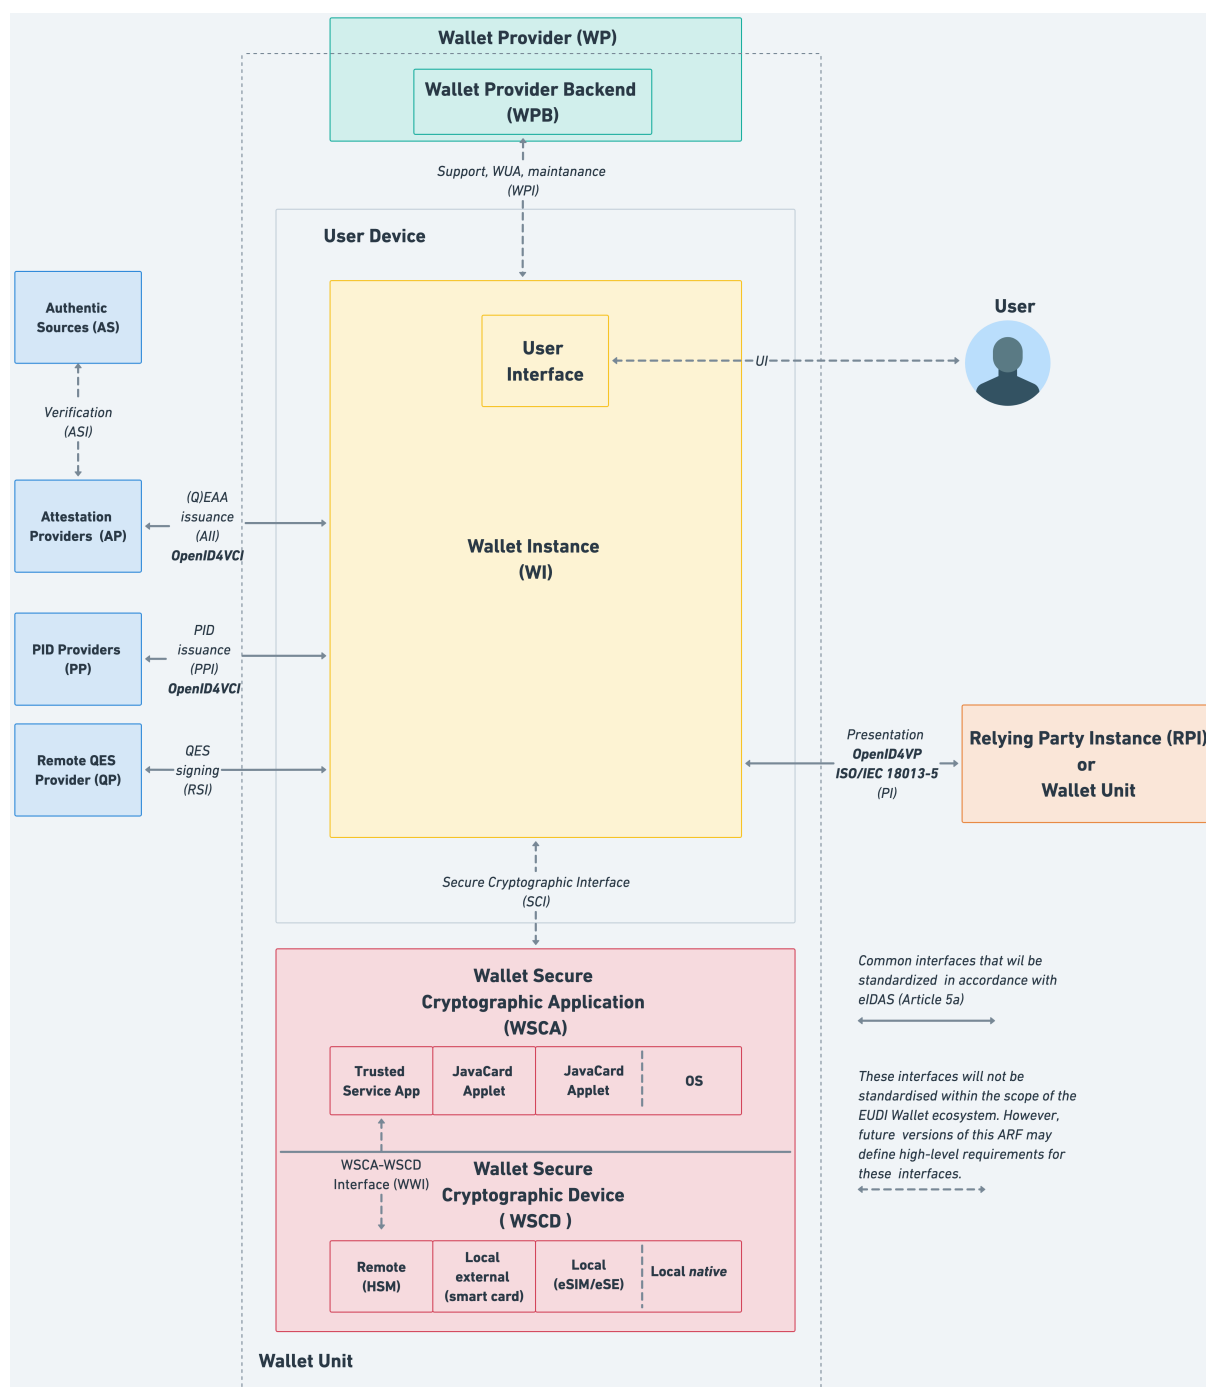 Wallet Provider (WP)
Wallet Provider Backend
(WPB)
Support, WUA, maintanance
(WPI)
User Device
Authentic
Sources (AS)
User
User
Interface
UI
Verification
(ASI)
Attestation
Providers (AP)
(Q)EAA
issuance
(AII)
OpenID4VCI
Wallet Instance
(WI)
PID Providers
(PP)
PID
issuance
(PPI)
OpenID4VCI
Remote QES
Provider (QP)
QES
signing
(RSI)
Presentation
OpenID4VP
ISO/IEC 18013-5
(PI)
Relying Party Instance (RPI)
or
Wallet Unit
Secure Cryptographic Interface
(SCI)
Wallet Secure
Cryptographic Application
(WSCA)
Trusted
Service App
JavaCard
Applet
JavaCard
Applet
OS
WSCA-WSCD
Interface (WWI)
Wallet Secure
Cryptographic Device
( WSCD )
Remote
(HSM)
Local
external
(smart card)
Local
(eSIM/eSE)
Local native
Wallet Unit
Common interfaces that wil be
standardized in accordance with
eIDAS (Article 5a)
These interfaces will not be
standardised within the scope of the
EUDI Wallet ecosystem. However,
future versions of this ARF may
define high-level requirements for
these interfaces.